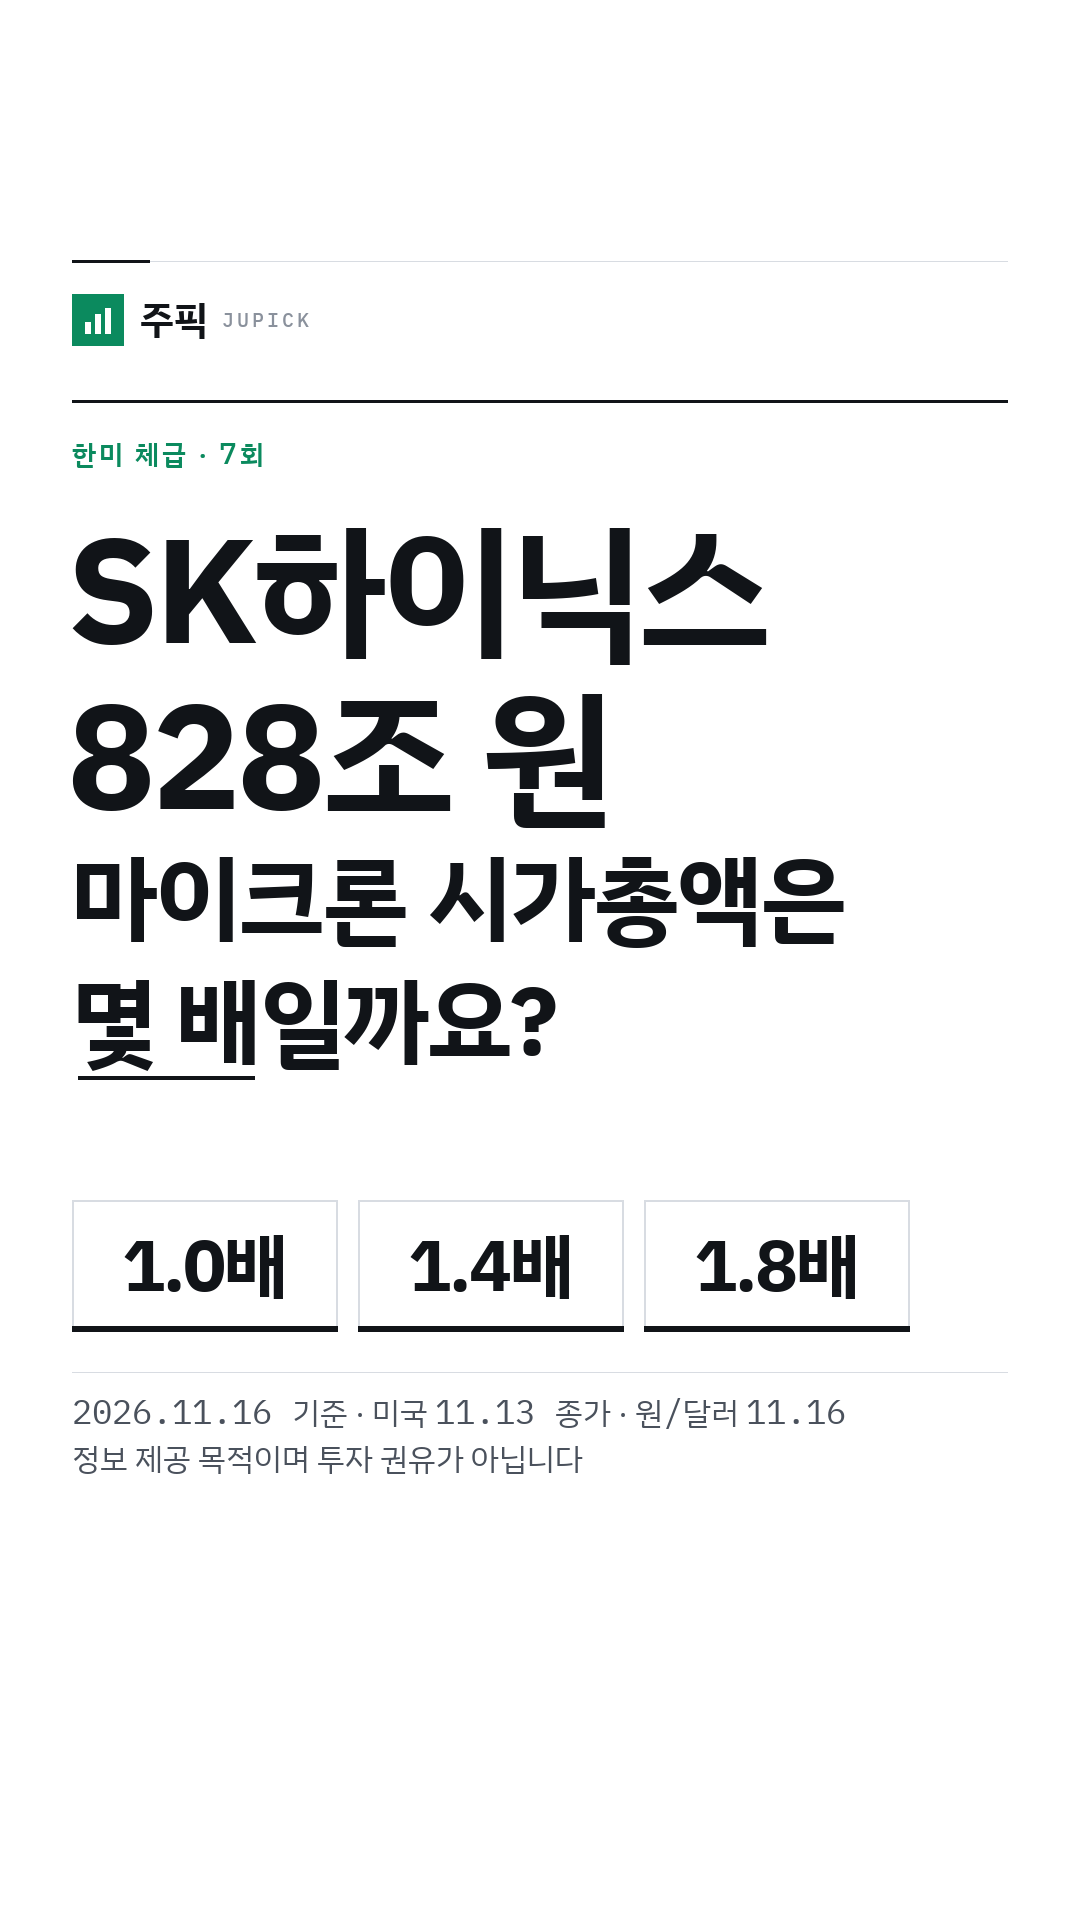 주픽 JUPICK
한미 체급 · 7회
SK하이닉스
828조 원
마이크론 시가총액은
몇 배일까요?
1.0배 1.4배 1.8배
2026.11.16 기준 · 미국 11.13 종가 · 원/달러 11.16
정보 제공 목적이며 투자 권유가 아닙니다